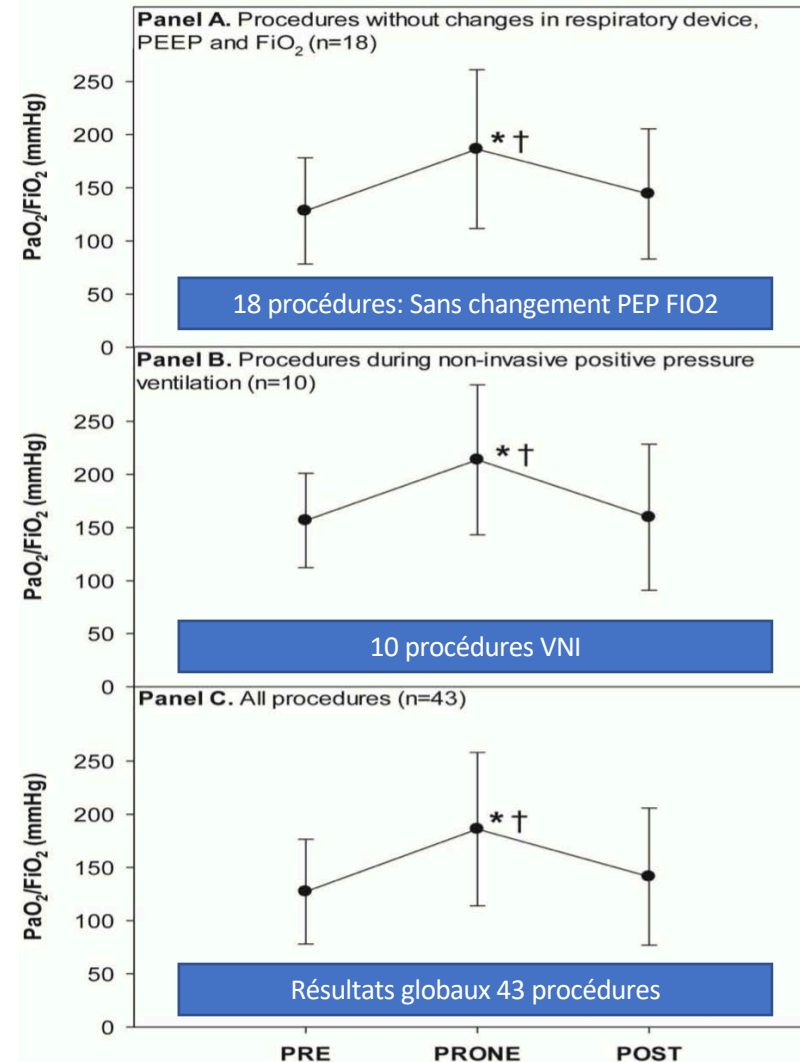 Panel A. Procedures without changes in respiratory device,
PEEP and FiO₂ (n=18)
PaO₂/FiO₂ (mmHg)
250
200
150
100
50
0
* †
18 procédures: Sans changement PEP FIO2
Panel B. Procedures during non-invasive positive pressure
ventilation (n=10)
PaO₂/FiO₂ (mmHg)
250
200
150
100
50
0
* †
10 procédures VNI
Panel C. All procedures (n=43)
PaO₂/FiO₂ (mmHg)
250
200
150
100
50
0
* †
Résultats globaux 43 procédures
PRE PRONE POST